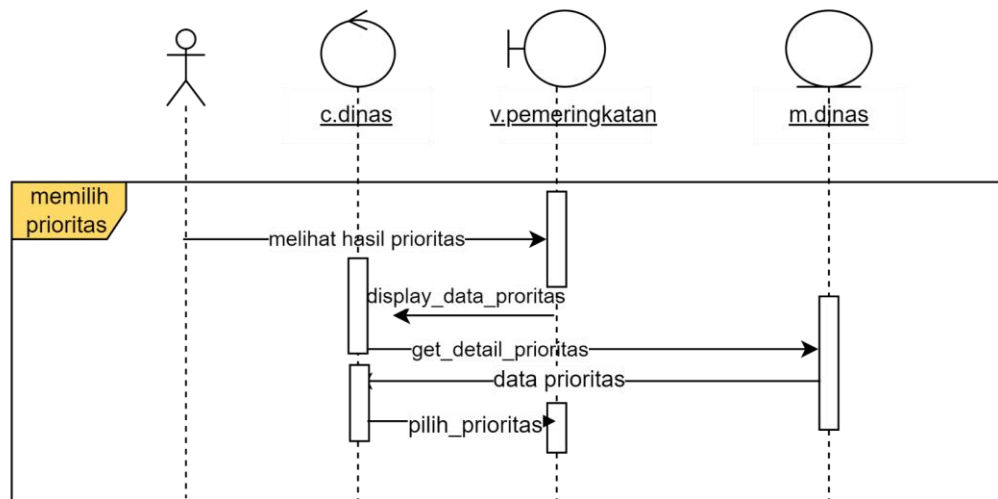 c.dinas
v.pemeringkatan
m.dinas
memilih
prioritas
melihat hasil prioritas
display_data_proritas
get_detail_prioritas
data prioritas
pilih_prioritas